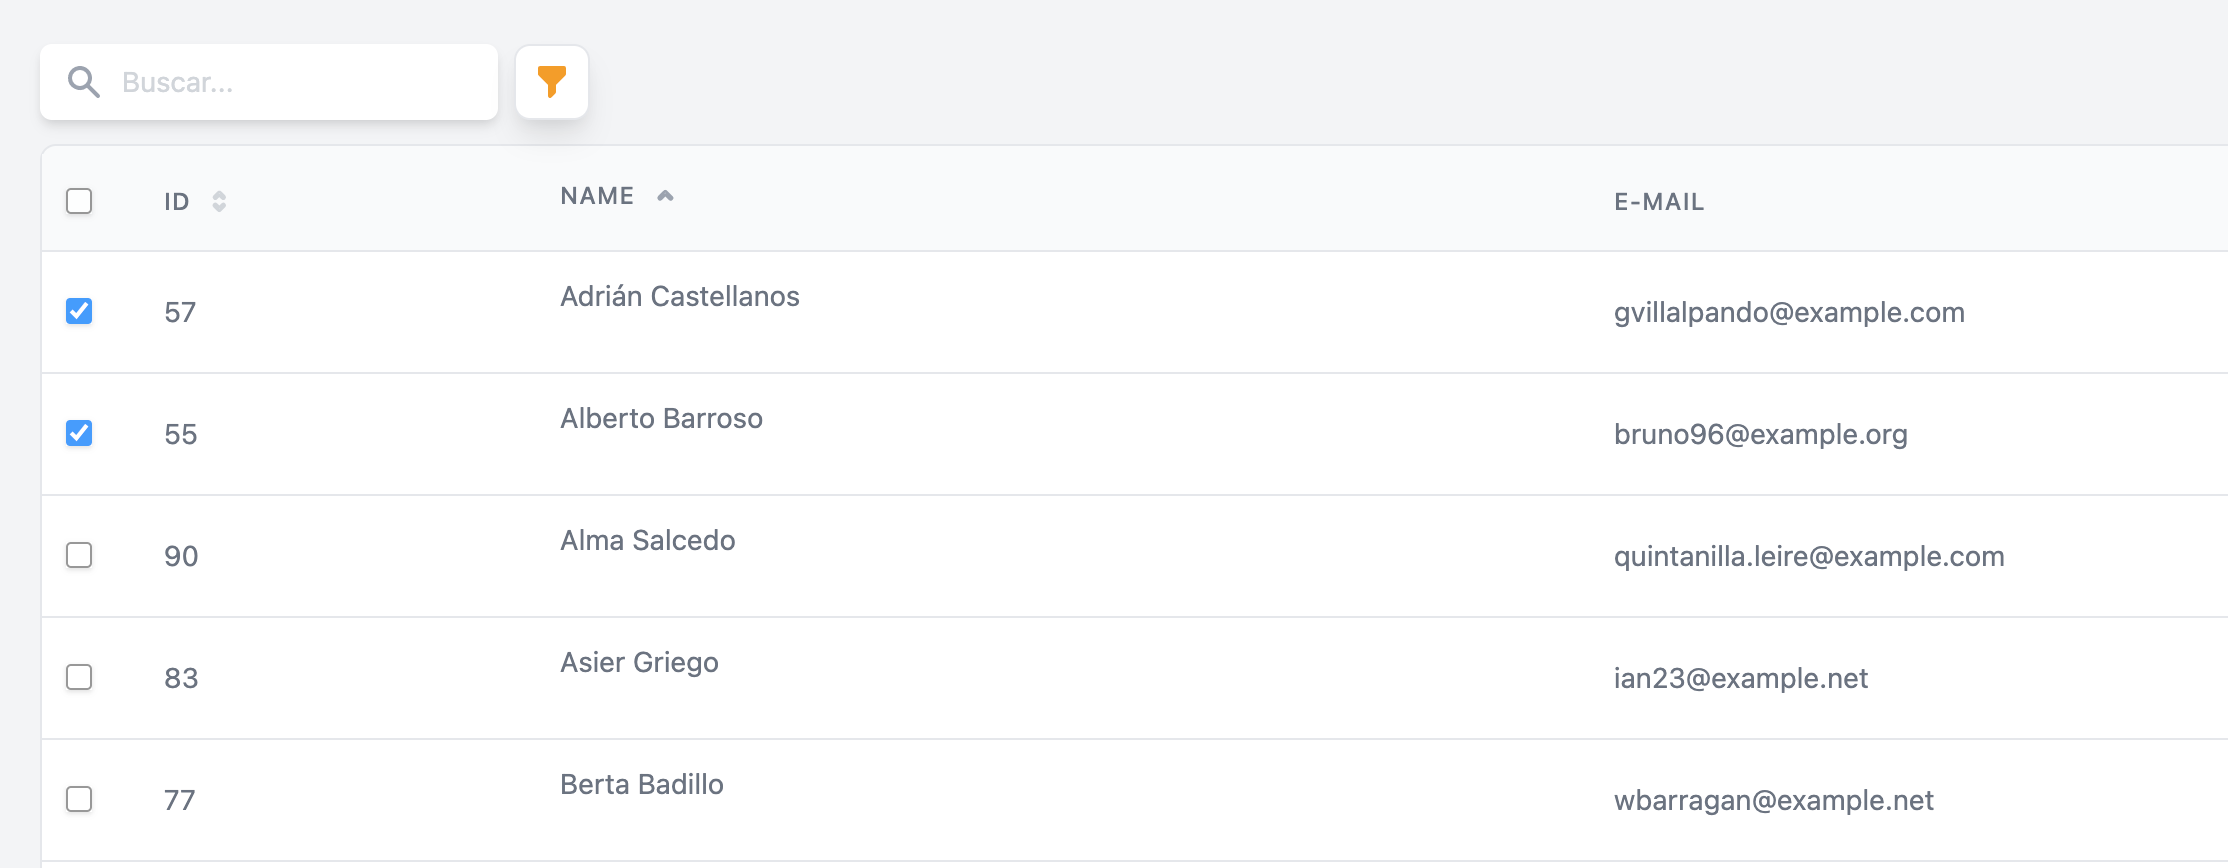 Buscar...
ID NAME E-MAIL
57 Adrián Castellanos gvillalpando@example.com
55 Alberto Barroso bruno96@example.org
90 Alma Salcedo quintanilla.leire@example.com
83 Asier Griego ian23@example.net
77 Berta Badillo wbarragan@example.net